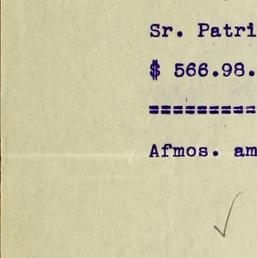 Sr. Patri
$ 566.98.
=========
Afmos. am